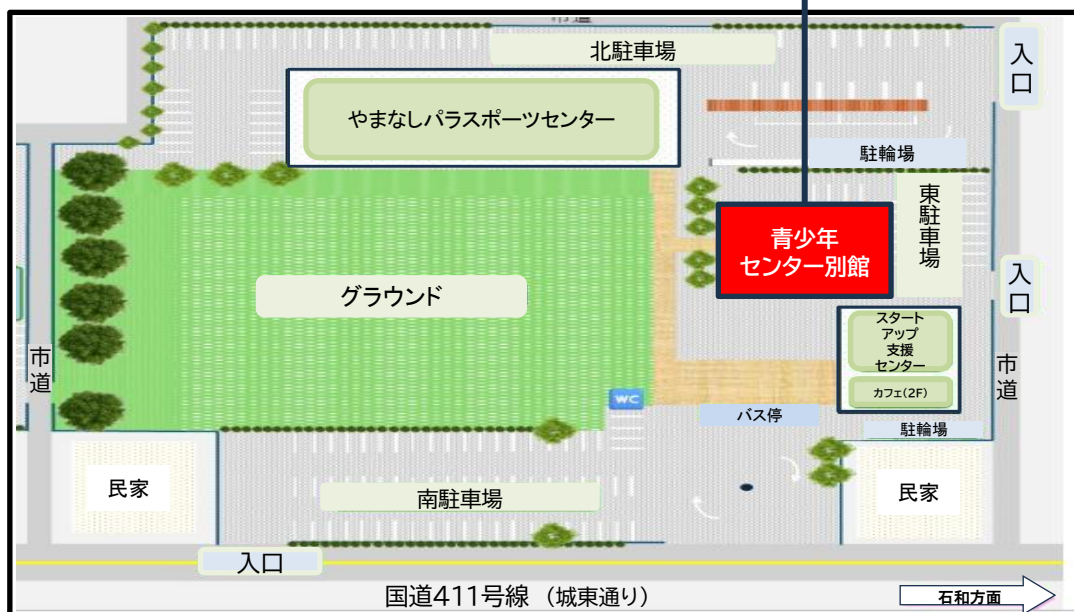 市道
北駐車場
入口
やまなしパラスポーツセンター
駐輪場
東駐車場
青少年
センター別館
グラウンド
入口
スタート
アップ
支援
センター
カフェ(2F)
市道
市道
WC
バス停
駐輪場
民家
南駐車場
民家
入口
国道411号線 (城東通り)
石和方面